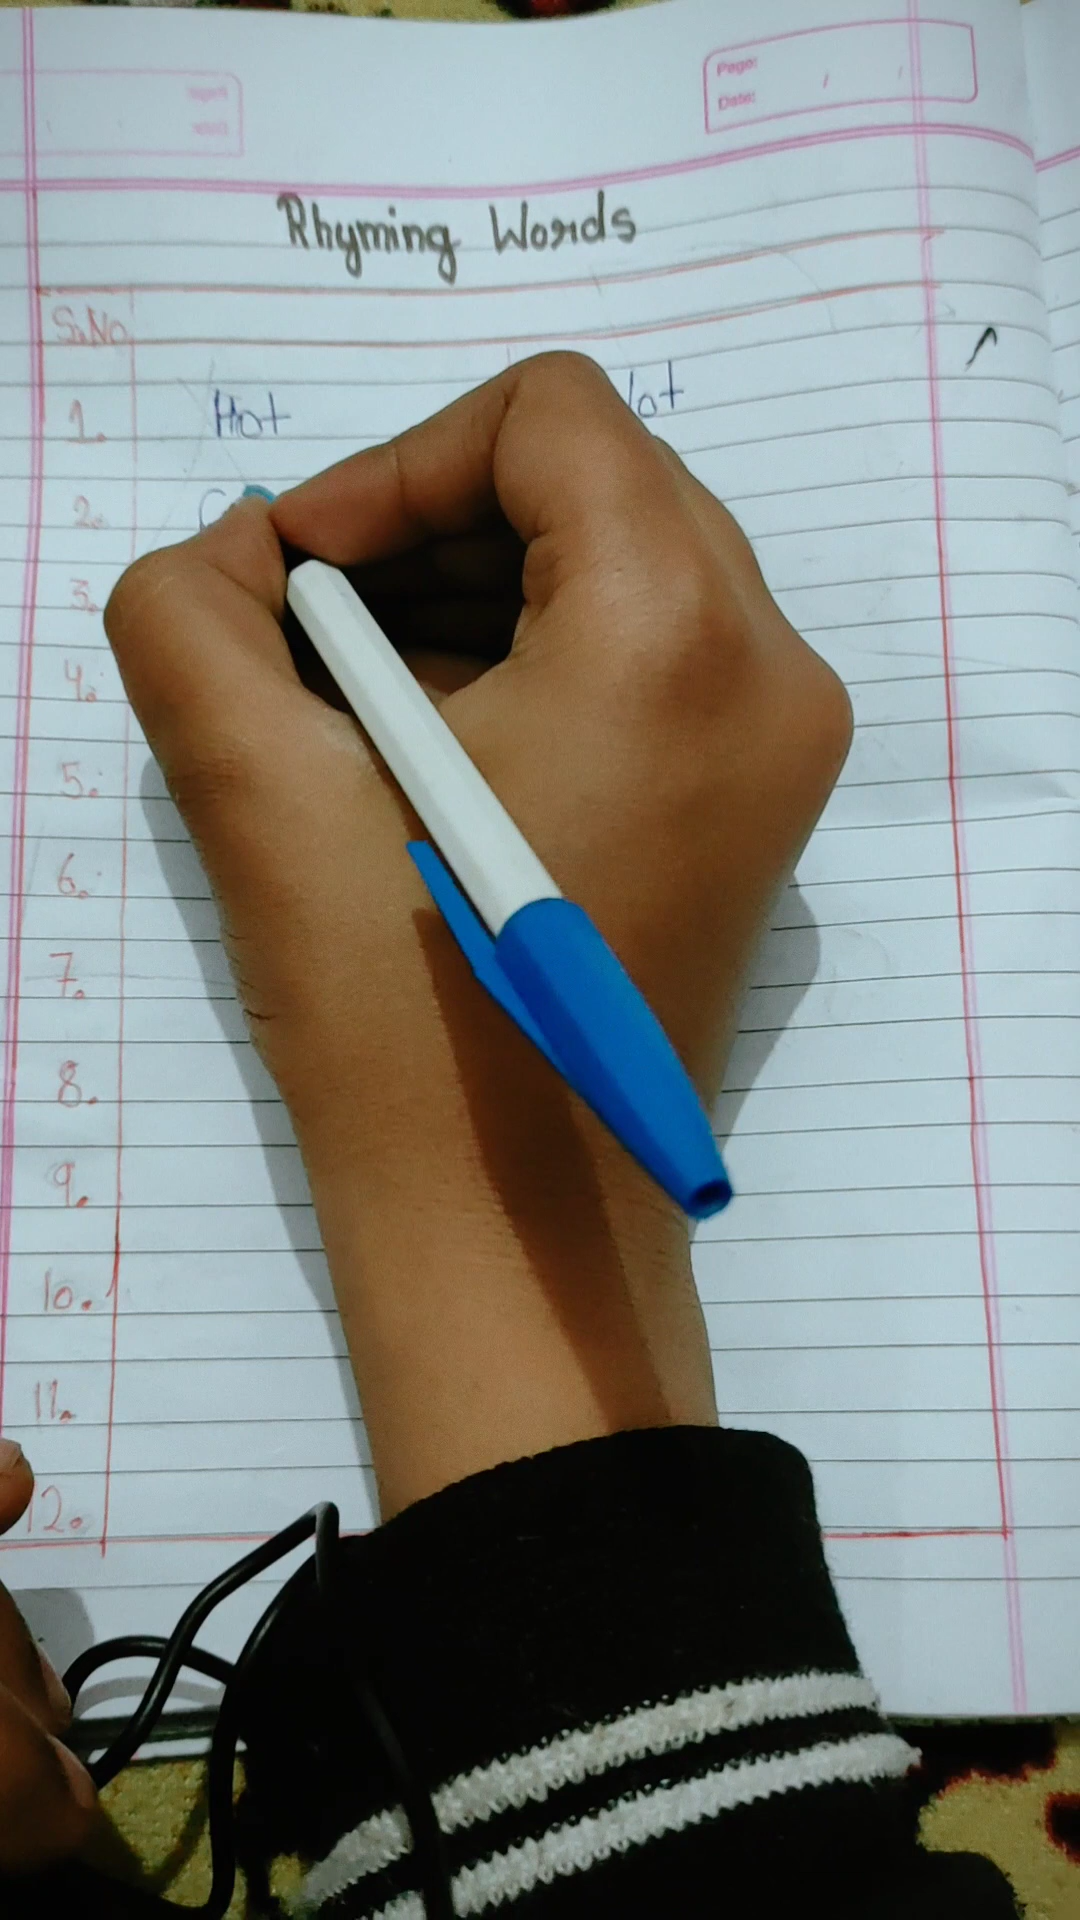 Page:
Date:
Rhyming Words
S.No.
1. Hot
2.
3.
4.
5.
6.
7.
8.
9.
10.
11.
12.